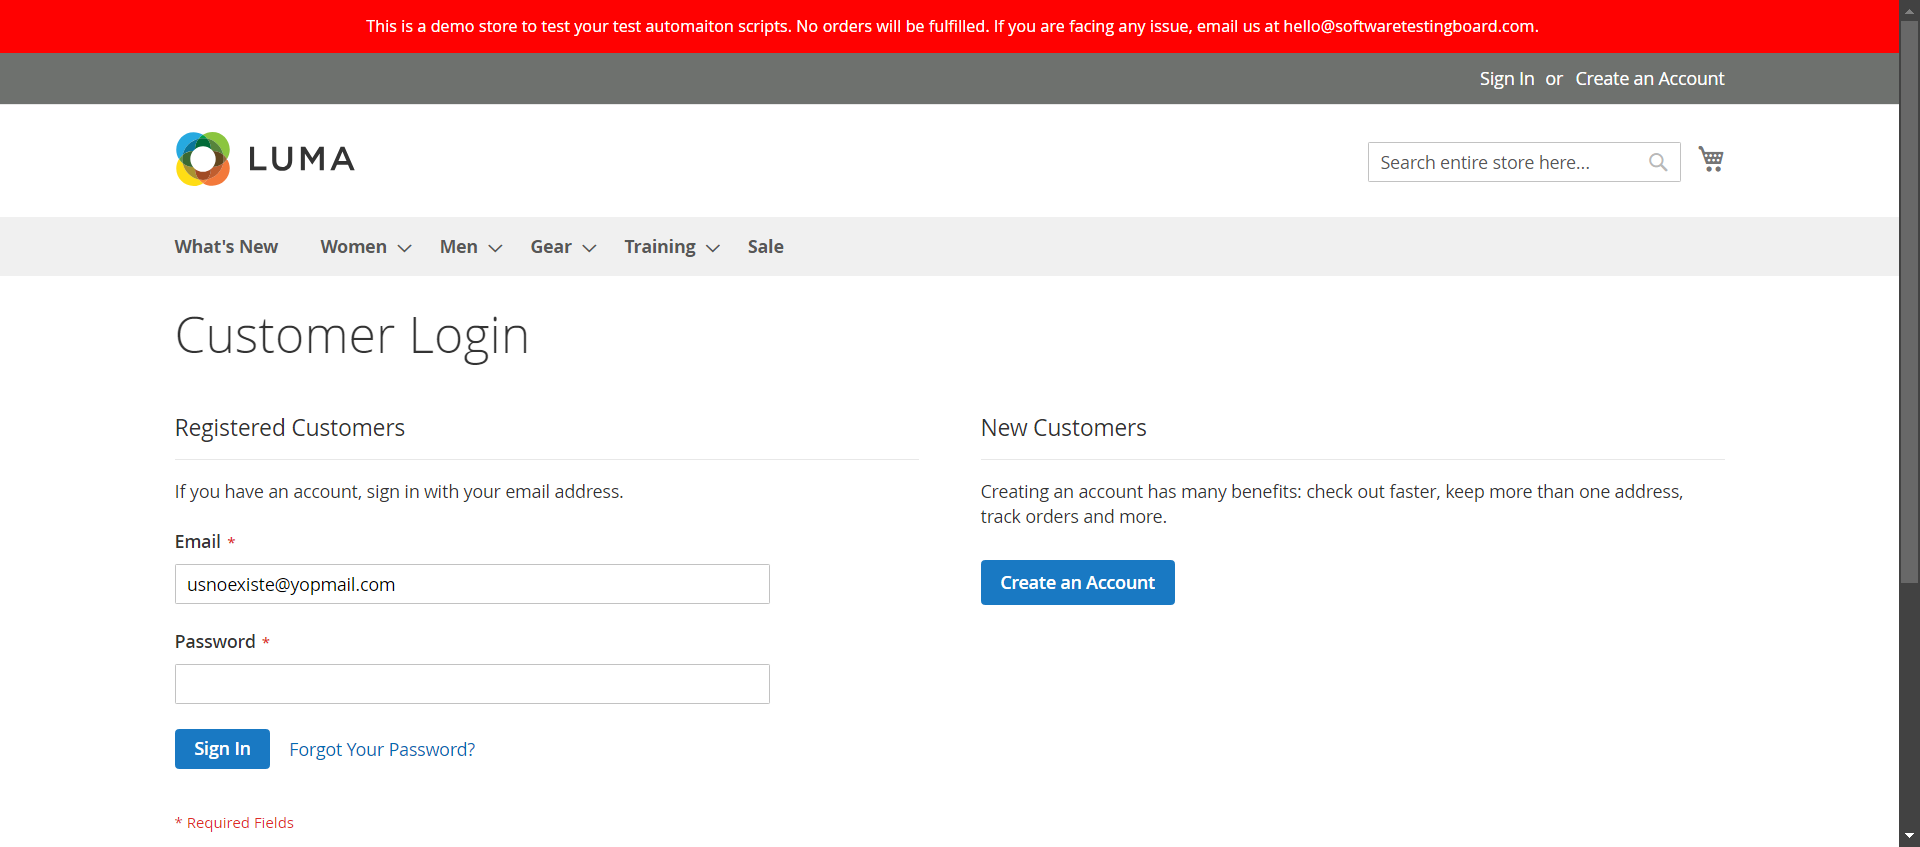 This is a demo store to test your test automaiton scripts. No orders will be fulfilled. If you are facing any issue, email us at hello@softwaretestingboard.com.
Sign In or Create an Account
LUMA
Search entire store here...
What's New Women Men Gear Training Sale
Customer Login
Registered Customers
If you have an account, sign in with your email address.
Email *
usnoexiste@yopmail.com
Password *
Sign In Forgot Your Password?
* Required Fields
New Customers
Creating an account has many benefits: check out faster, keep more than one address,
track orders and more.
Create an Account